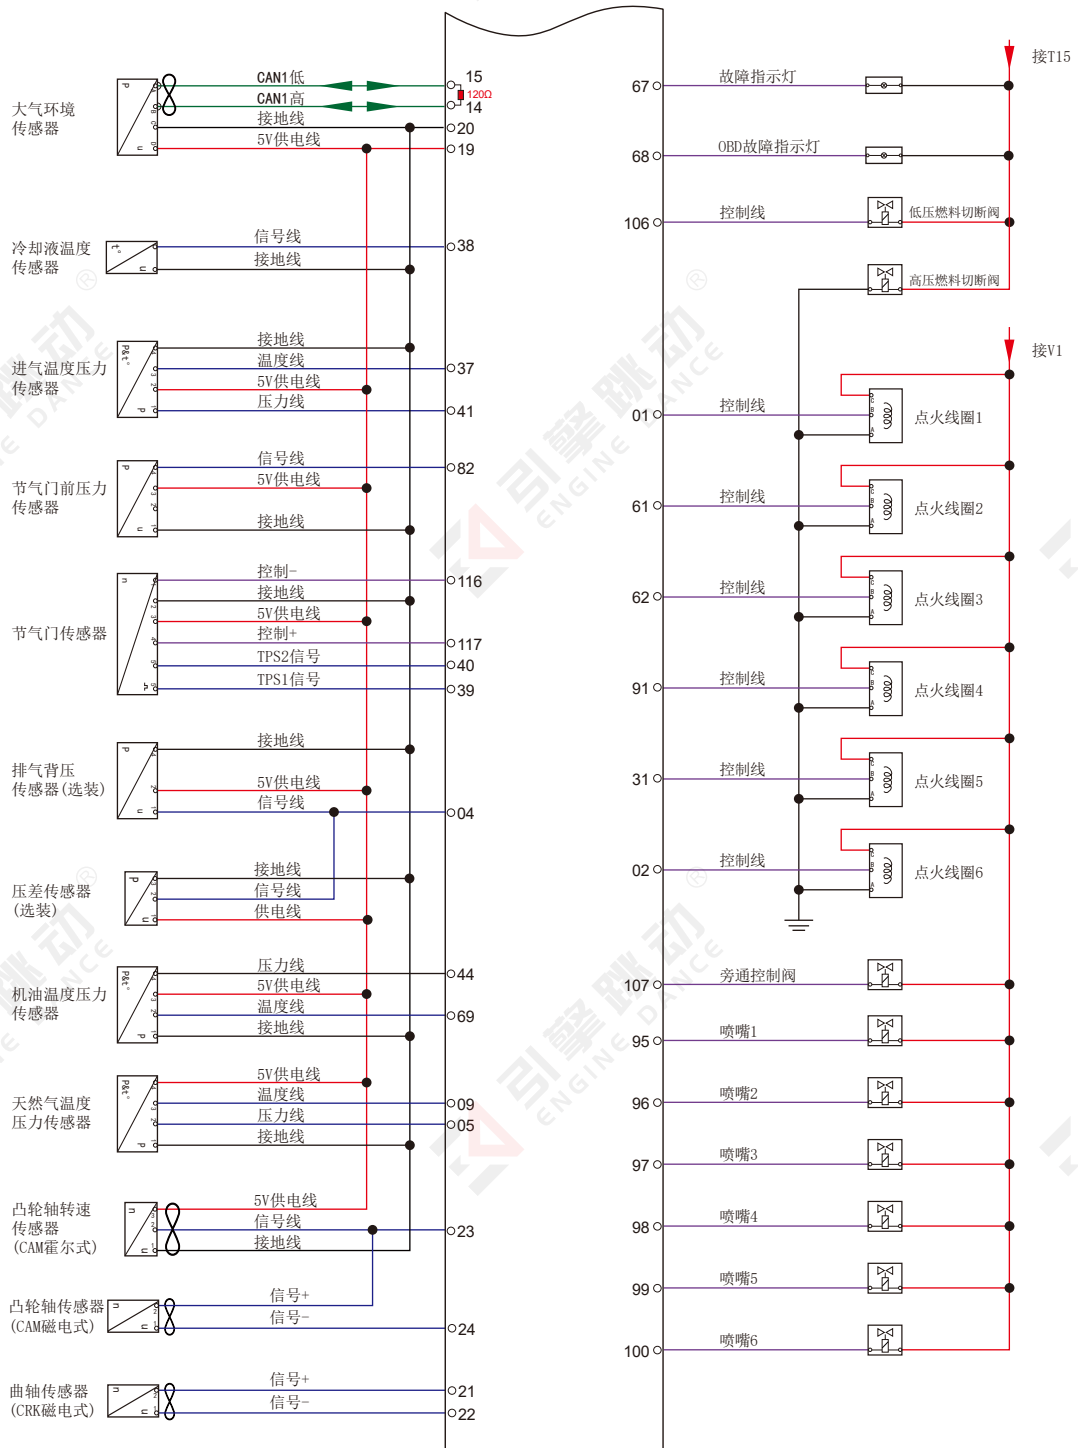 大气环境
传感器
CAN1低
CAN1高
接地线
5V供电线
15
120Ω
14
20
19
冷却液温度
传感器
信号线
接地线
38
进气温度压力
传感器
接地线
温度线
5V供电线
压力线
37
41
节气门前压力
传感器
信号线
5V供电线
接地线
82
节气门传感器
控制-
接地线
5V供电线
控制+
TPS2信号
TPS1信号
116
117
40
39
排气背压
传感器(选装)
接地线
5V供电线
信号线
04
压差传感器
(选装)
接地线
信号线
供电线
机油温度压力
传感器
压力线
5V供电线
温度线
接地线
44
69
天然气温度
压力传感器
5V供电线
温度线
压力线
接地线
09
05
凸轮轴转速
传感器
(CAM霍尔式)
5V供电线
信号线
接地线
23
凸轮轴传感器
(CAM磁电式)
信号+
信号-
24
曲轴传感器
(CRK磁电式)
信号+
信号-
21
22
接T15
67
故障指示灯
68
OBD故障指示灯
106
控制线
低压燃料切断阀
高压燃料切断阀
接V1
01
控制线
点火线圈1
61
控制线
点火线圈2
62
控制线
点火线圈3
91
控制线
点火线圈4
31
控制线
点火线圈5
02
控制线
点火线圈6
107
旁通控制阀
95
喷嘴1
96
喷嘴2
97
喷嘴3
98
喷嘴4
99
喷嘴5
100
喷嘴6
引擎跳动
ENGINE DANCE